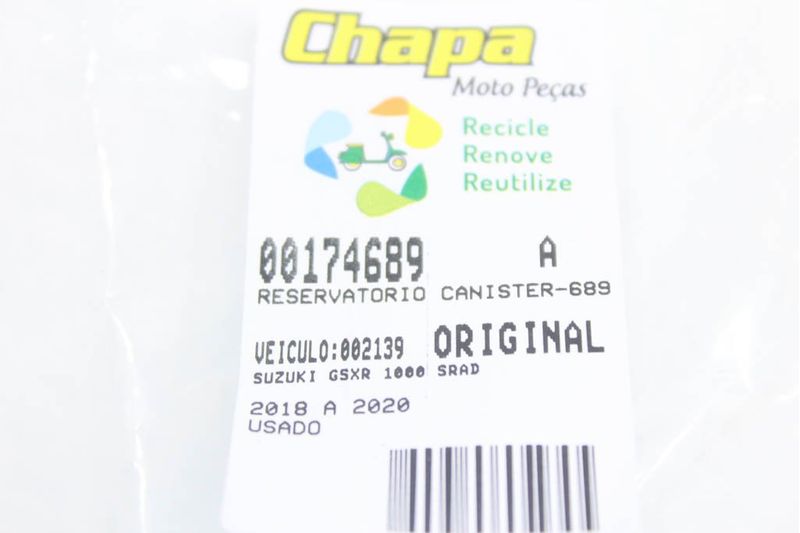 Chapa
Moto Peças
Recicle
Renove
Reutilize
00174689 A
RESERVATORIO CANISTER-689
VEICULO:002139 ORIGINAL
SUZUKI GSXR 1000 SRAD
2018 A 2020
USADO